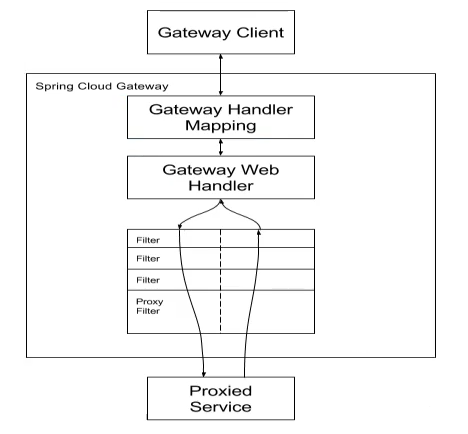 Gateway Client
Spring Cloud Gateway
Gateway Handler
Mapping
Gateway Web
Handler
Filter
Filter
Filter
Proxy
Filter
Proxied
Service